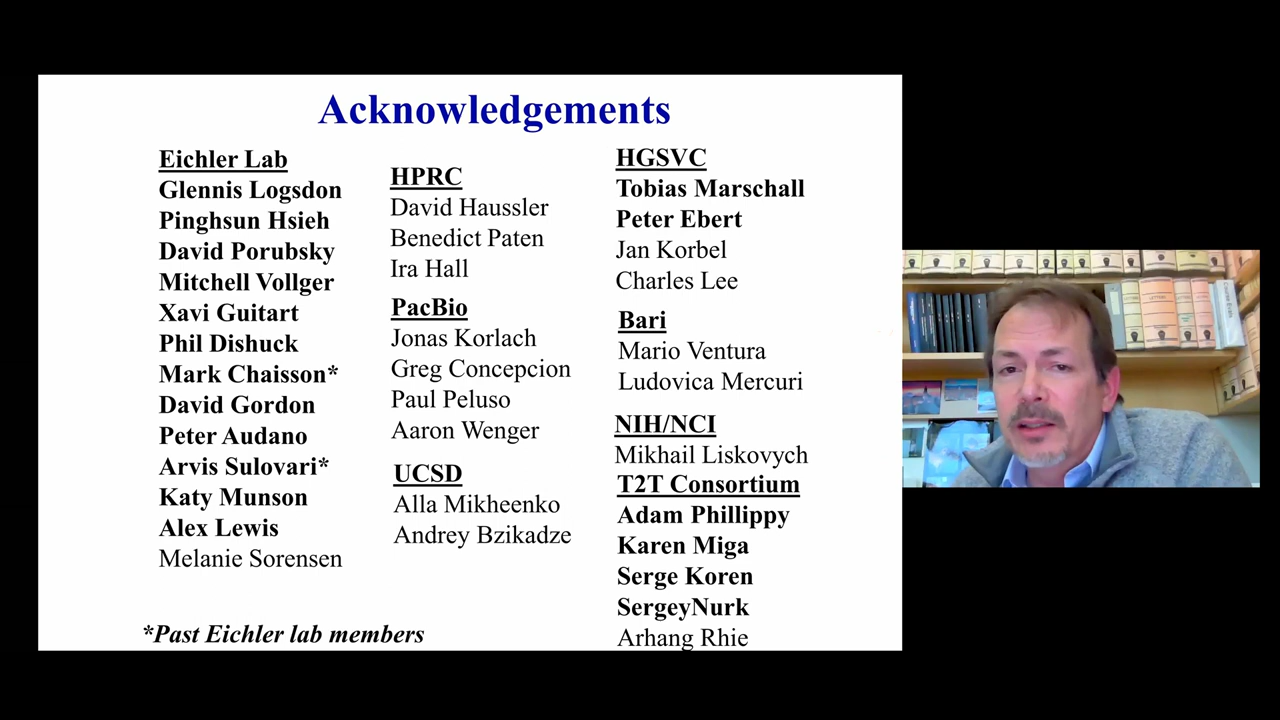 Acknowledgements
Eichler Lab
Glennis Logsdon
Pinghsun Hsieh
David Porubsky
Mitchell Vollger
Xavi Guitart
Phil Dishuck
Mark Chaisson*
David Gordon
Peter Audano
Arvis Sulovari*
Katy Munson
Alex Lewis
Melanie Sorensen
*Past Eichler lab members
HPRC
David Haussler
Benedict Paten
Ira Hall
PacBio
Jonas Korlach
Greg Concepcion
Paul Peluso
Aaron Wenger
UCSD
Alla Mikheenko
Andrey Bzikadze
HGSVC
Tobias Marschall
Peter Ebert
Jan Korbel
Charles Lee
Bari
Mario Ventura
Ludovica Mercuri
NIH/NCI
Mikhail Liskovych
T2T Consortium
Adam Phillippy
Karen Miga
Serge Koren
SergeyNurk
Arhang Rhie